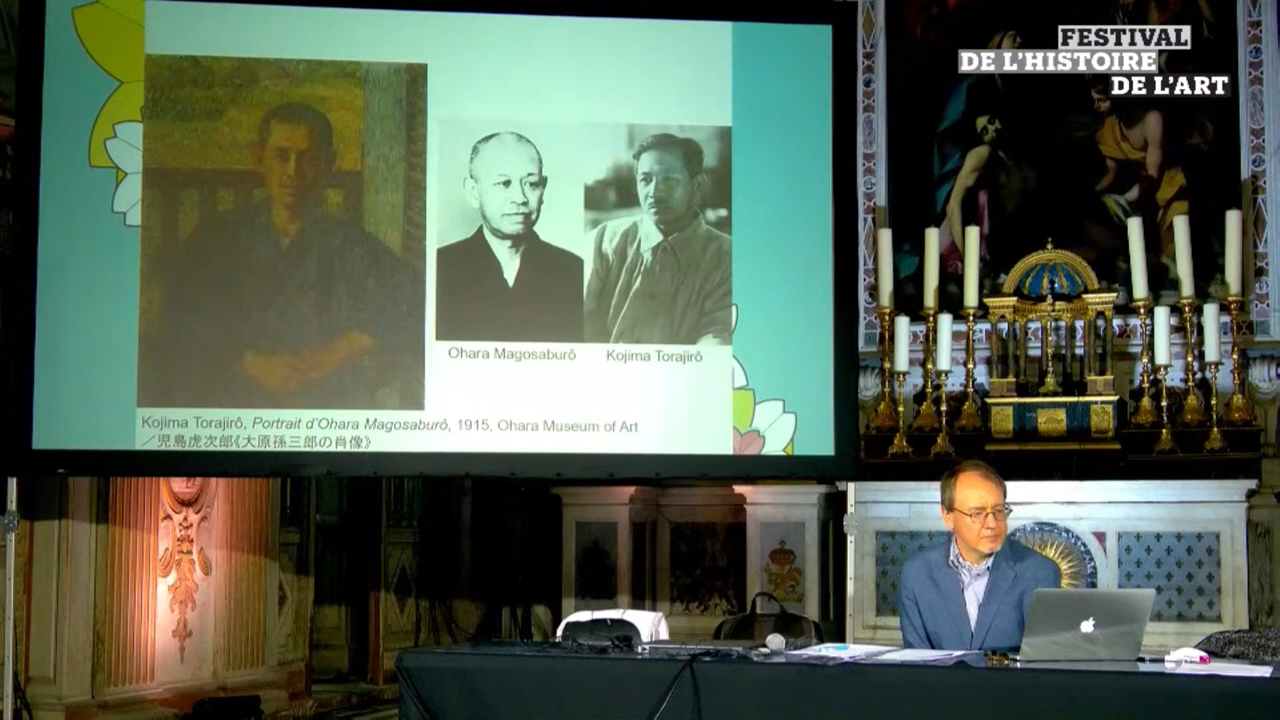 FESTIVAL
DE L'HISTOIRE
DE L'ART
Ohara Magosaburô
Kojima Torajirô
Kojima Torajirô, Portrait d'Ohara Magosaburô, 1915, Ohara Museum of Art
／児島虎次郎《大原孫三郎の肖像》